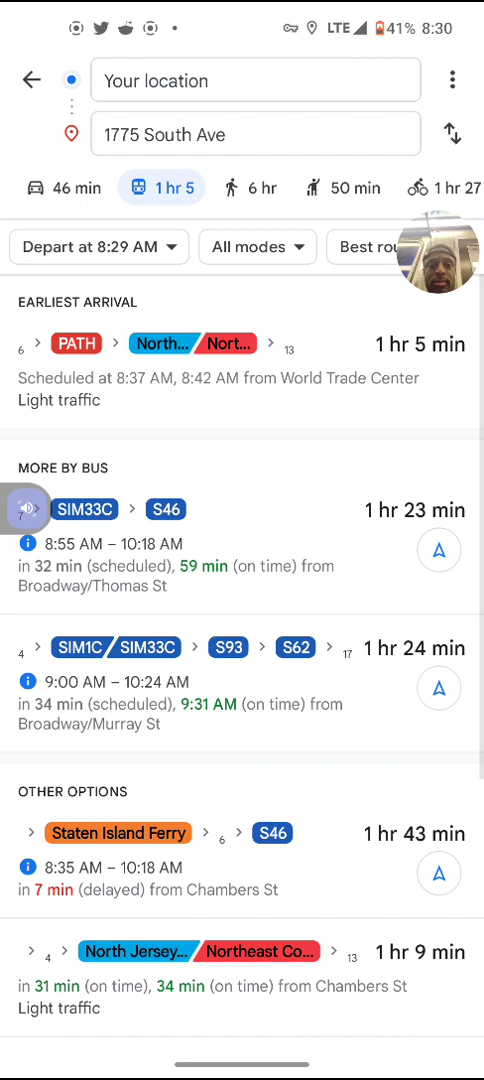 LTE 41% 8:30
Your location
1775 South Ave
46 min 1 hr 5 6 hr 50 min 1 hr 27
Depart at 8:29 AM All modes Best rou
EARLIEST ARRIVAL
6 > PATH > North... Nort... > 13 1 hr 5 min
Scheduled at 8:37 AM, 8:42 AM from World Trade Center
Light traffic
MORE BY BUS
7 > SIM33C > S46 1 hr 23 min
8:55 AM – 10:18 AM
in 32 min (scheduled), 59 min (on time) from
Broadway/Thomas St
4 > SIM1C SIM33C > S93 > S62 > 17 1 hr 24 min
9:00 AM – 10:24 AM
in 34 min (scheduled), 9:31 AM (on time) from
Broadway/Murray St
OTHER OPTIONS
> Staten Island Ferry > 6 > S46 1 hr 43 min
8:35 AM – 10:18 AM
in 7 min (delayed) from Chambers St
> 4 > North Jersey... Northeast Co... > 13 1 hr 9 min
in 31 min (on time), 34 min (on time) from Chambers St
Light traffic